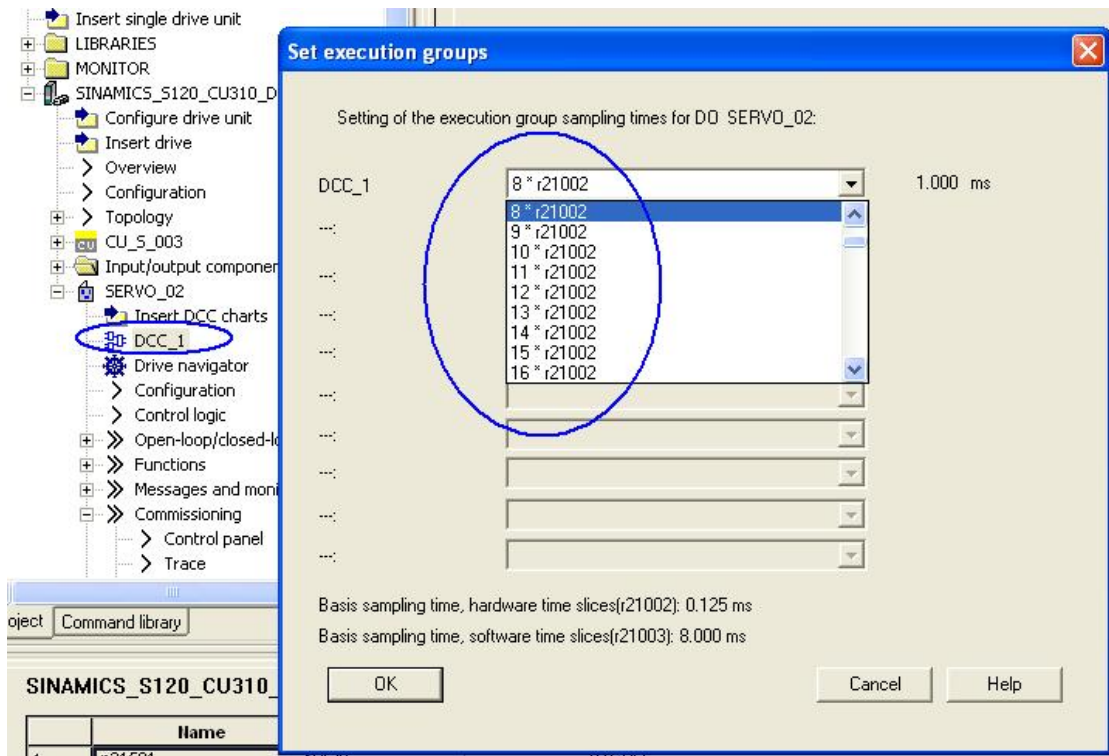 Insert single drive unit
LIBRARIES
MONITOR
SINAMICS_S120_CU310_D
Configure drive unit
Insert drive
Overview
Configuration
Topology
CU_S_003
Input/output componen
SERVO_02
Insert DCC charts
DCC_1
Drive navigator
Configuration
Control logic
Open-loop/closed-lo
Functions
Messages and moni
Commissioning
Control panel
Trace
oject
Command library
SINAMICS_S120_CU310_
Name
Set execution groups
Setting of the execution group sampling times for DO SERVO_02:
DCC_1 8 * r21002 1.000 ms
8 * r21002
---: 9 * r21002
10 * r21002
---: 11 * r21002
12 * r21002
---: 13 * r21002
14 * r21002
---: 15 * r21002
16 * r21002
---:
---:
---:
---:
---:
Basis sampling time, hardware time slices(r21002): 0.125 ms
Basis sampling time, software time slices(r21003): 8.000 ms
OK Cancel Help